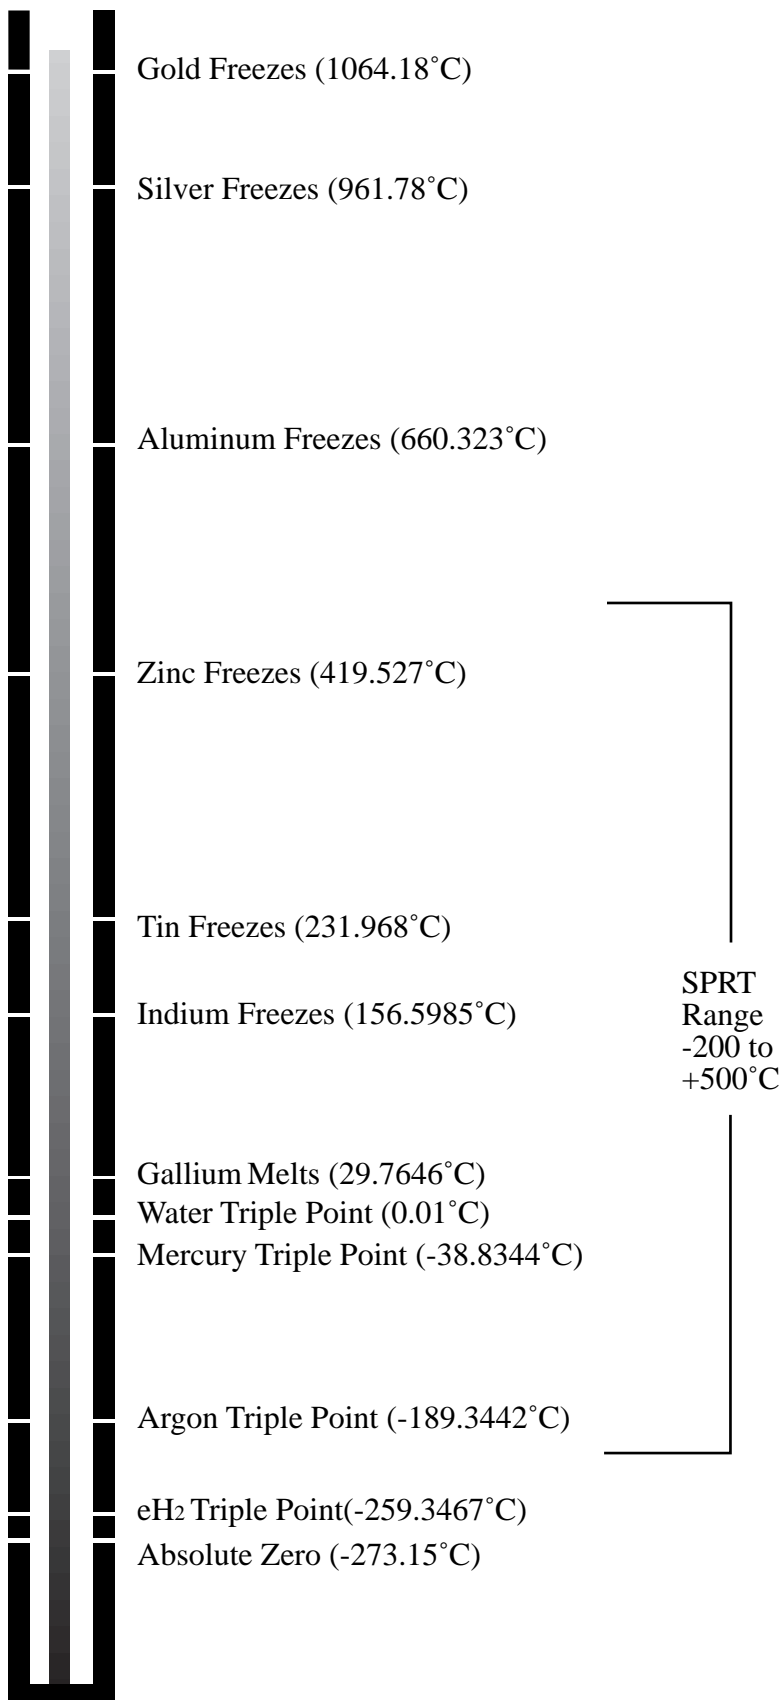 Gold Freezes (1064.18˚C)
Silver Freezes (961.78˚C)
Aluminum Freezes (660.323˚C)
Zinc Freezes (419.527˚C)
Tin Freezes (231.968˚C)
Indium Freezes (156.5985˚C)
SPRT
Range
-200 to
+500˚C
Gallium Melts (29.7646˚C)
Water Triple Point (0.01˚C)
Mercury Triple Point (-38.8344˚C)
Argon Triple Point (-189.3442˚C)
eH2 Triple Point(-259.3467˚C)
Absolute Zero (-273.15˚C)